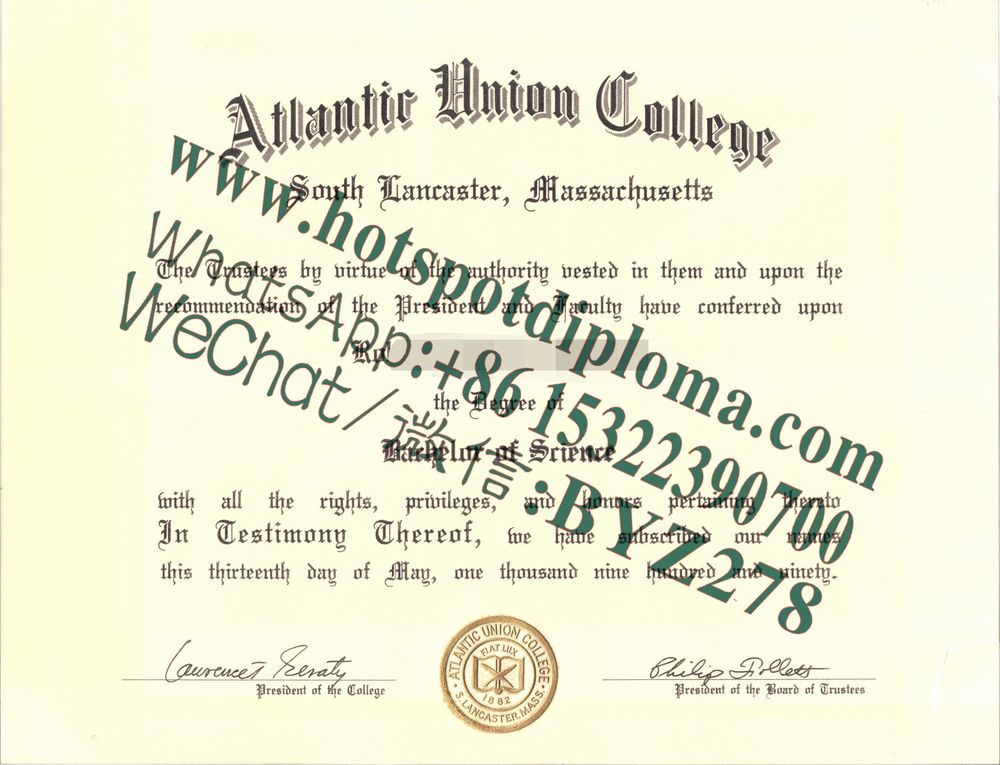 Atlantic Union College
South Lancaster, Massachusetts
The Trustees by virtue of the authority vested in them and upon the
recommendation of the President and Faculty have conferred upon
the Degree of
Bachelor of Science
with all the rights, privileges, and honors pertaining thereto
In Testimony Thereof, we have subscribed our names
this thirteenth day of May, one thousand nine hundred and ninety.
Philip Follett
President of the College
President of the Board of Trustees
ATLANTIC UNION COLLEGE
FIAT LUX
1882
S. LANCASTER, MASS.
www.hotspotdiploma.com
WhatsApp:+86 15322390700
WeChat/微信:BYZ278